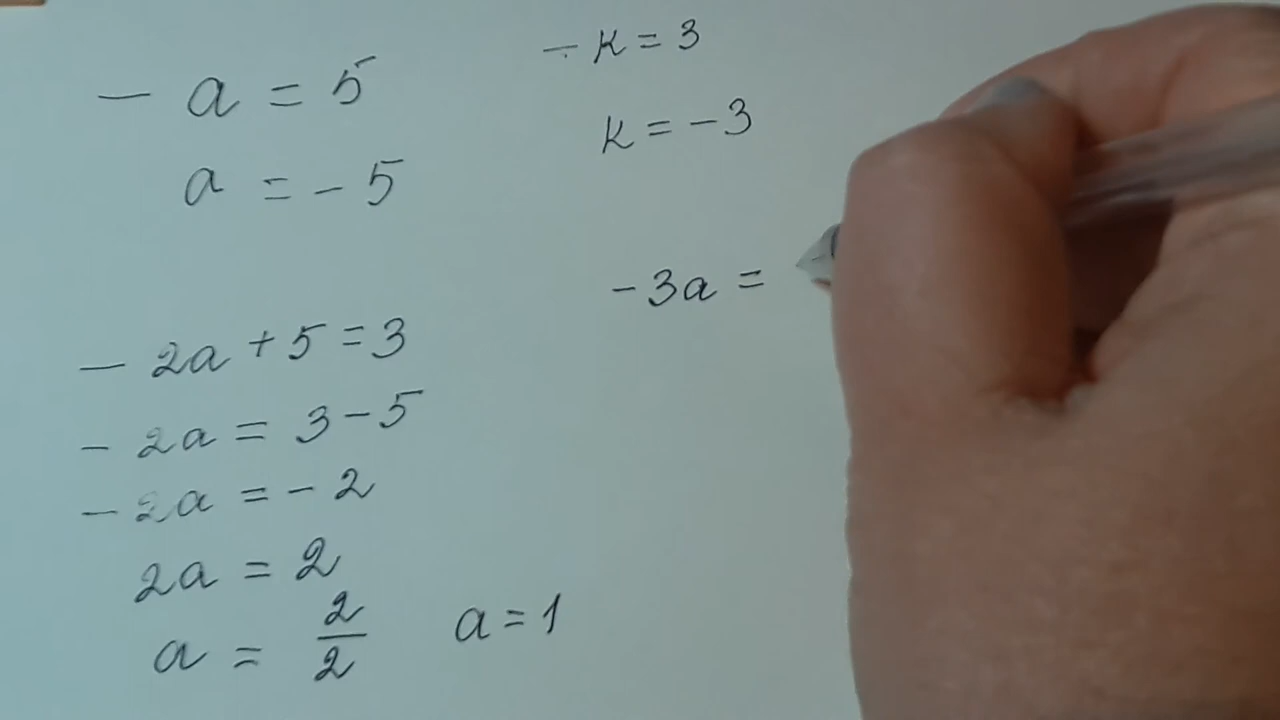 - a = 5
a = - 5
- 2a + 5 = 3
- 2a = 3 - 5
- 2a = - 2
2a = 2
a = 2/2 a = 1
- k = 3
k = - 3
- 3a =